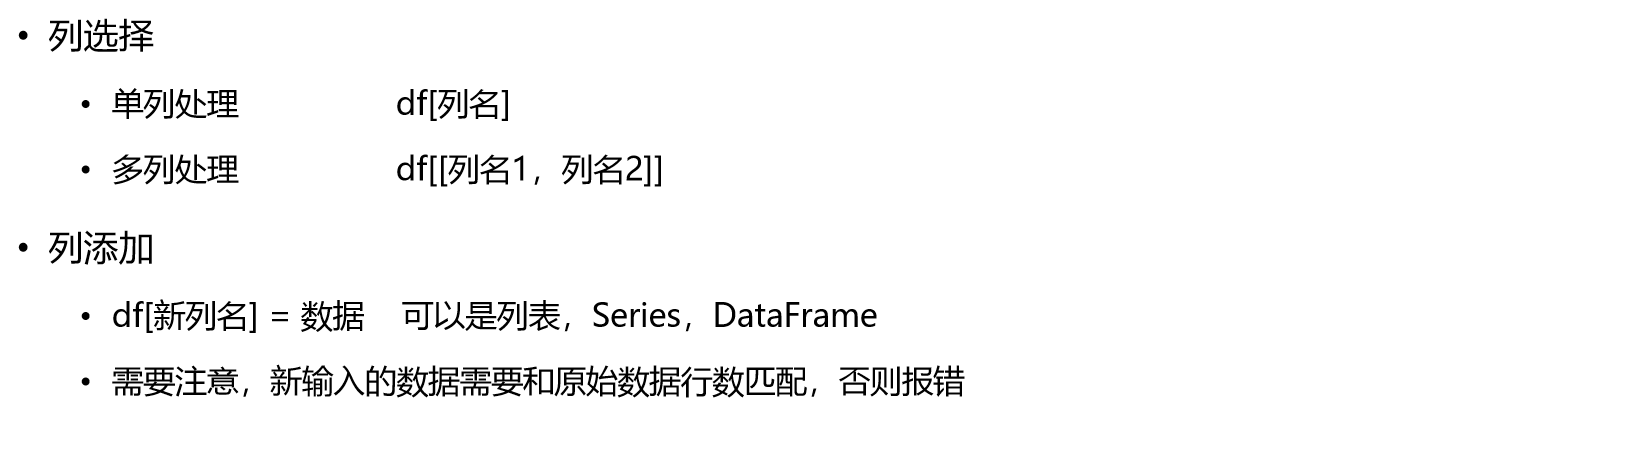 • 列选择
• 单列处理 df[列名]
• 多列处理 df[[列名1，列名2]]
• 列添加
• df[新列名] = 数据 可以是列表，Series，DataFrame
• 需要注意，新输入的数据需要和原始数据行数匹配，否则报错